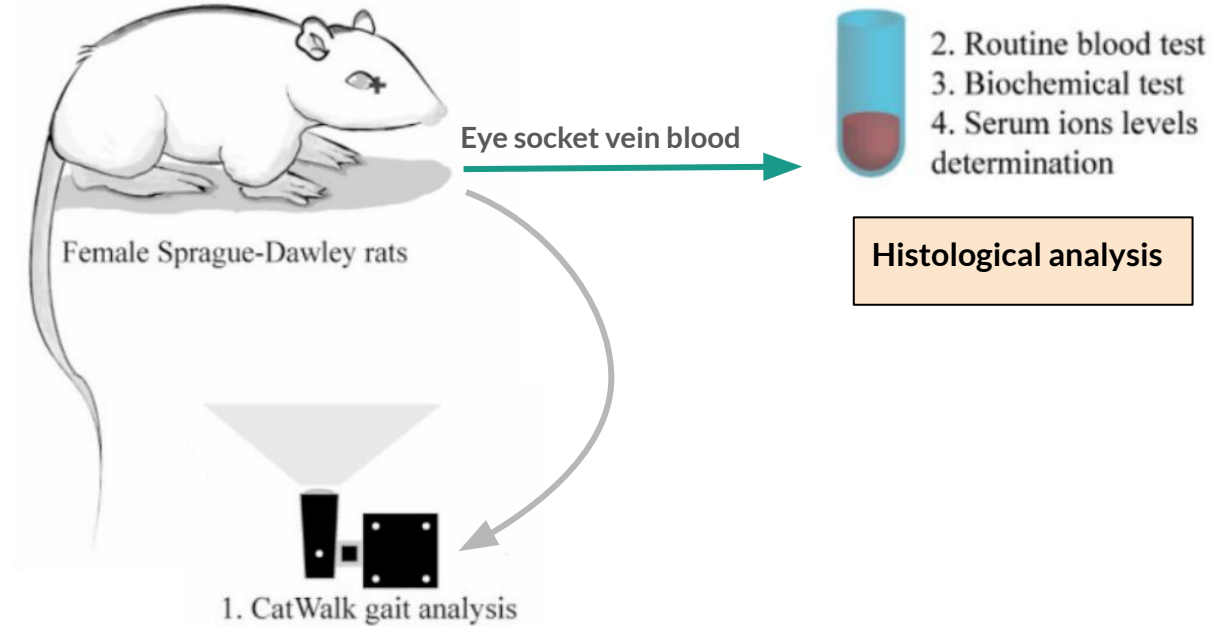 Eye socket vein blood
2. Routine blood test
3. Biochemical test
4. Serum ions levels
determination
Female Sprague-Dawley rats
Histological analysis
1. CatWalk gait analysis